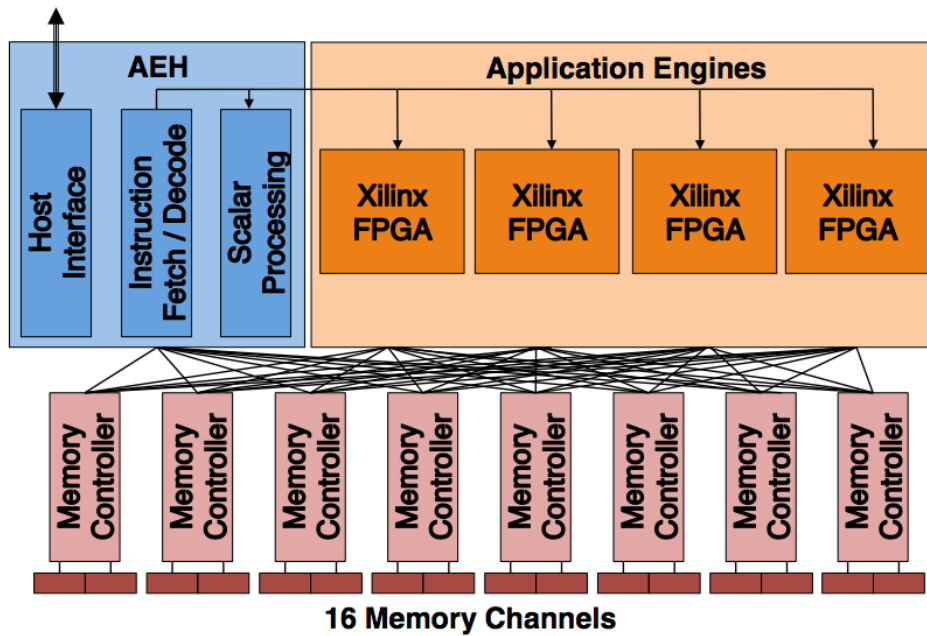 AEH
Application Engines
Host
Interface
Instruction
Fetch / Decode
Scalar
Processing
Xilinx
FPGA
Xilinx
FPGA
Xilinx
FPGA
Xilinx
FPGA
Memory
Controller
Memory
Controller
Memory
Controller
Memory
Controller
Memory
Controller
Memory
Controller
Memory
Controller
Memory
Controller
16 Memory Channels